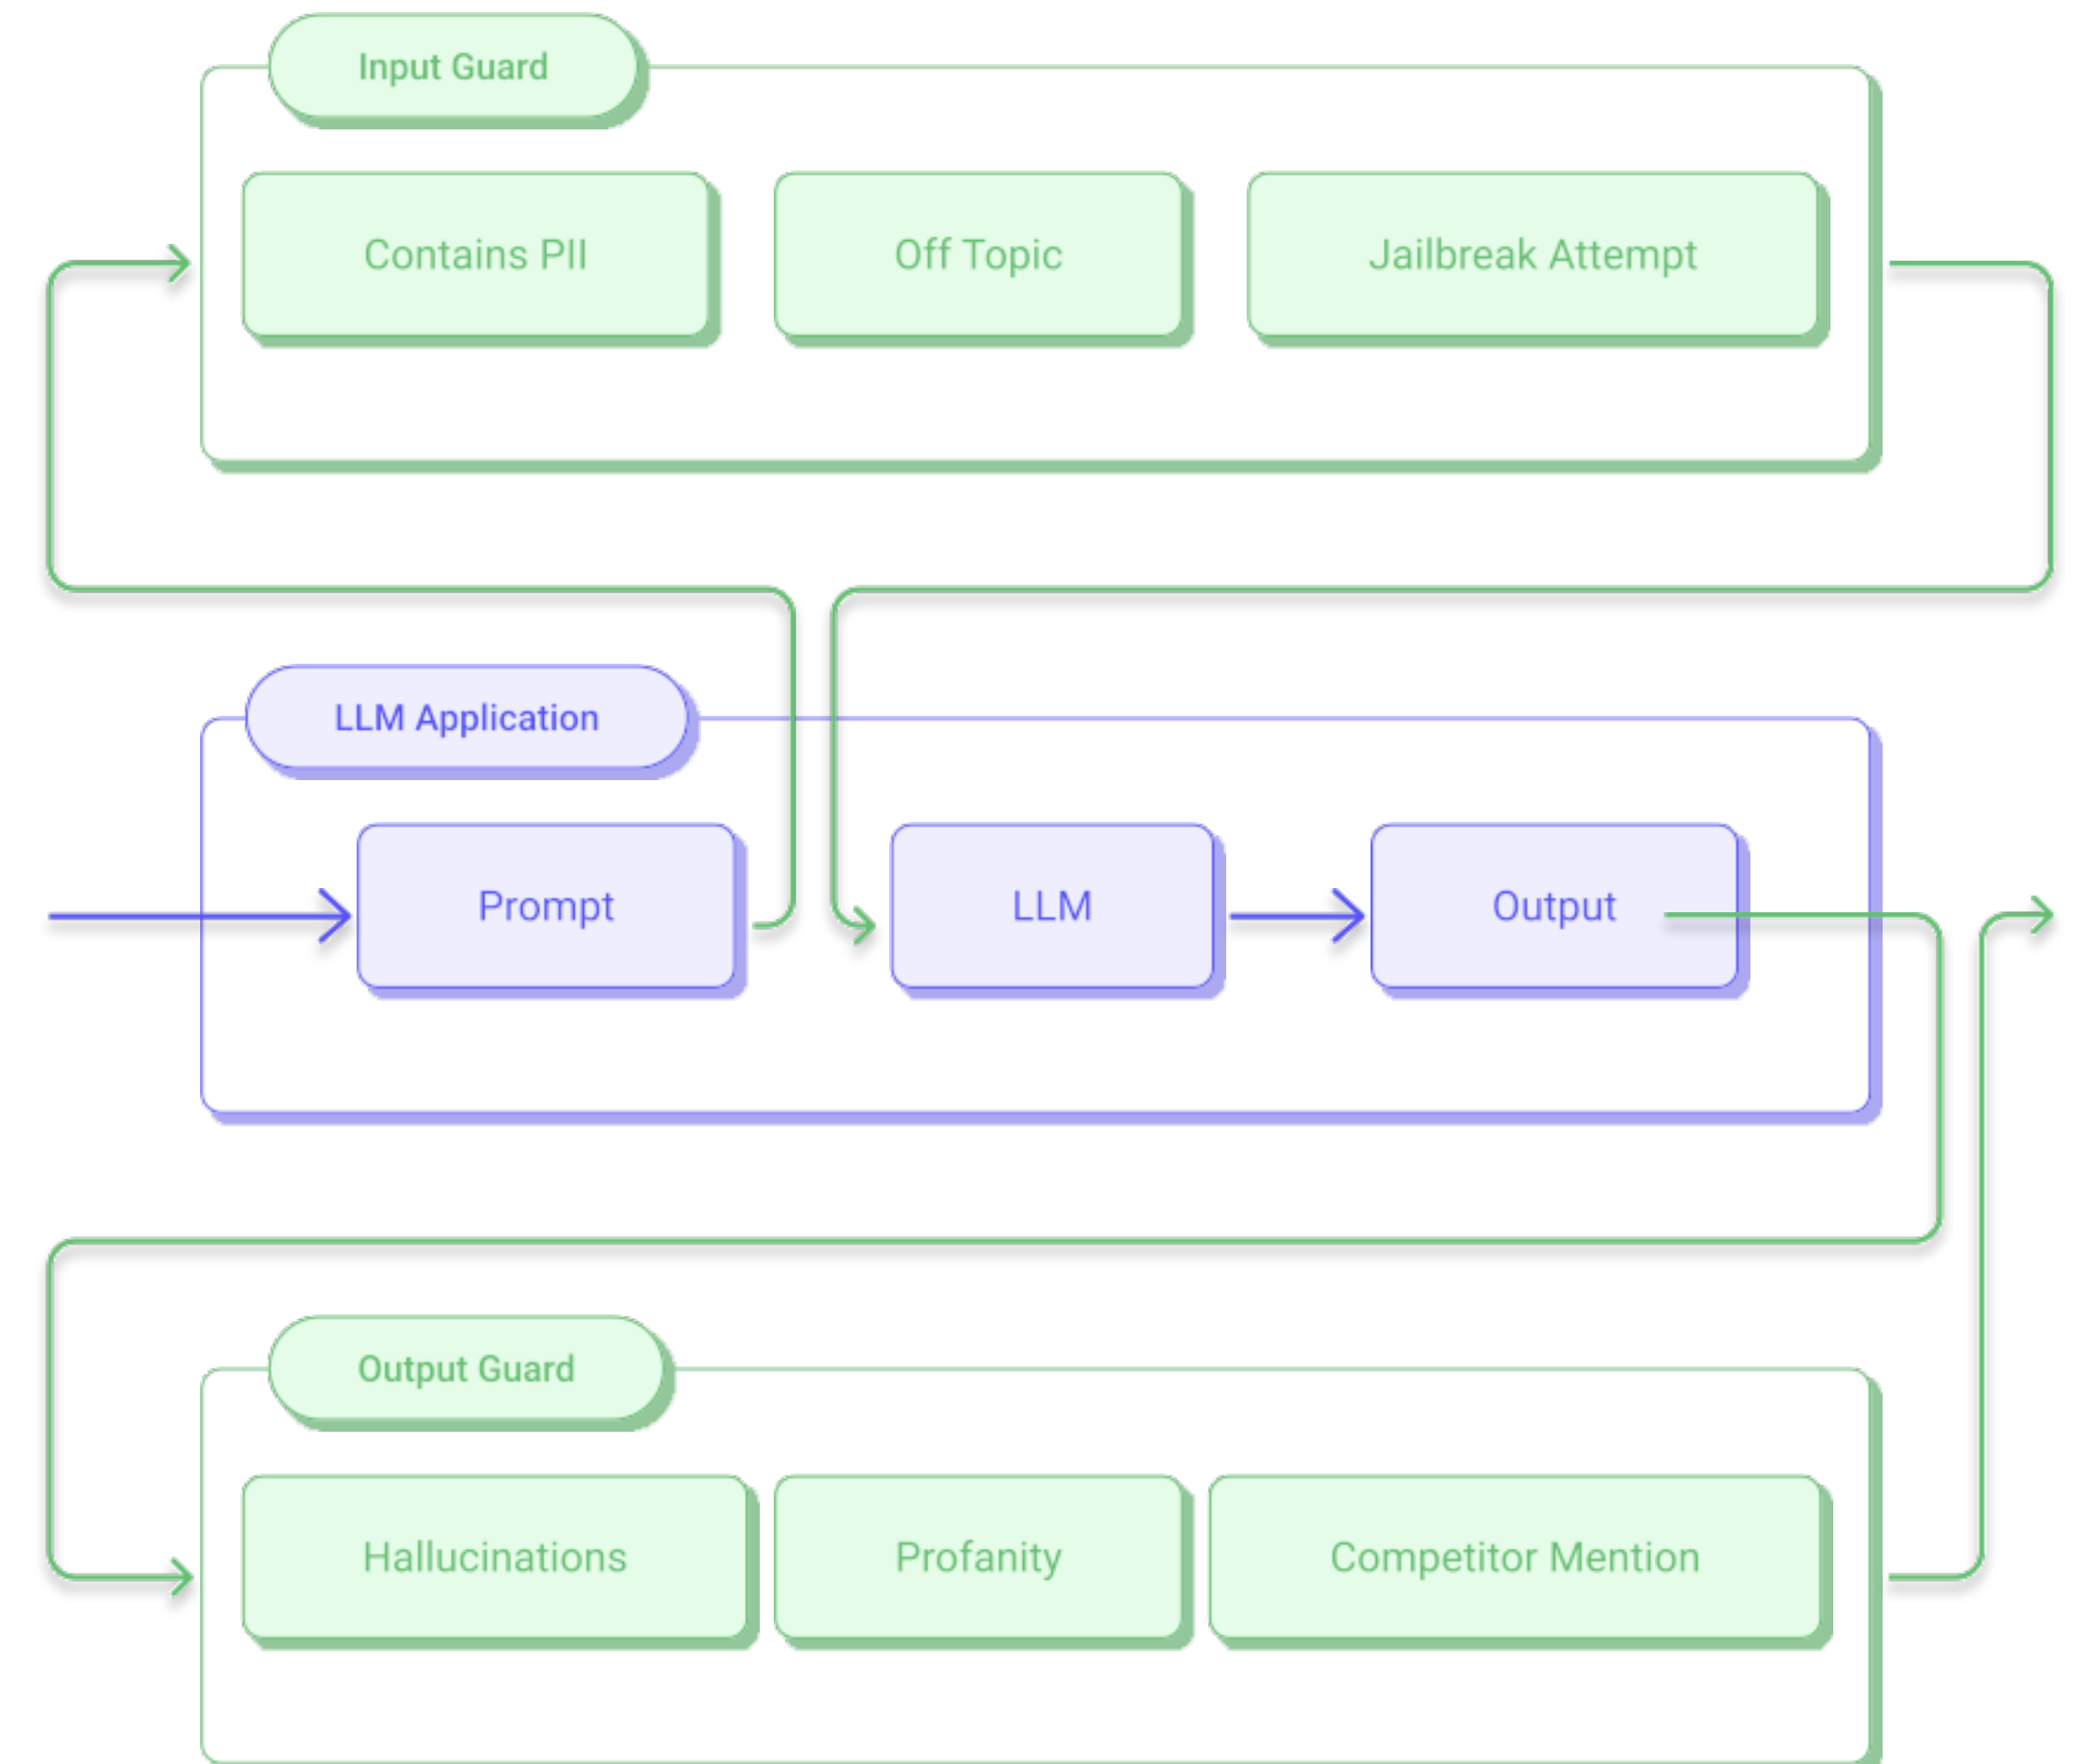 Input Guard
Contains PII
Off Topic
Jailbreak Attempt
LLM Application
Prompt
LLM
Output
Output Guard
Hallucinations
Profanity
Competitor Mention